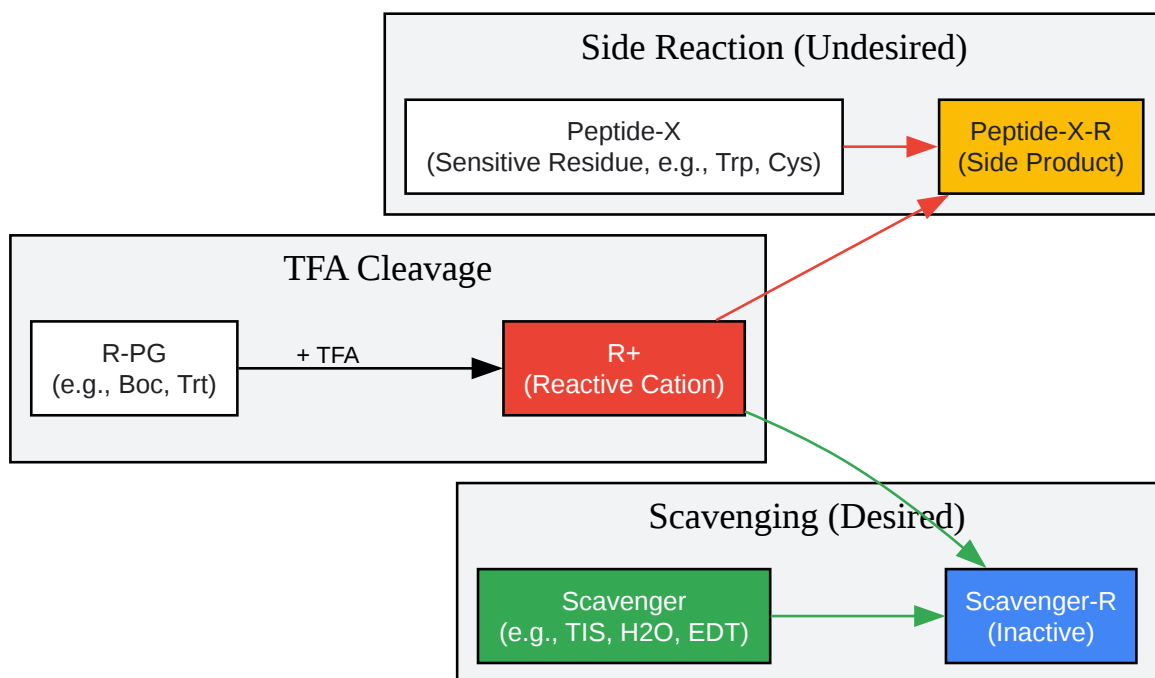 Side Reaction (Undesired)
Peptide-X
(Sensitive Residue, e.g., Trp, Cys)
Peptide-X-R
(Side Product)
TFA Cleavage
R-PG
(e.g., Boc, Trt)
+ TFA
R+
(Reactive Cation)
Scavenging (Desired)
Scavenger
(e.g., TIS, H2O, EDT)
Scavenger-R
(Inactive)